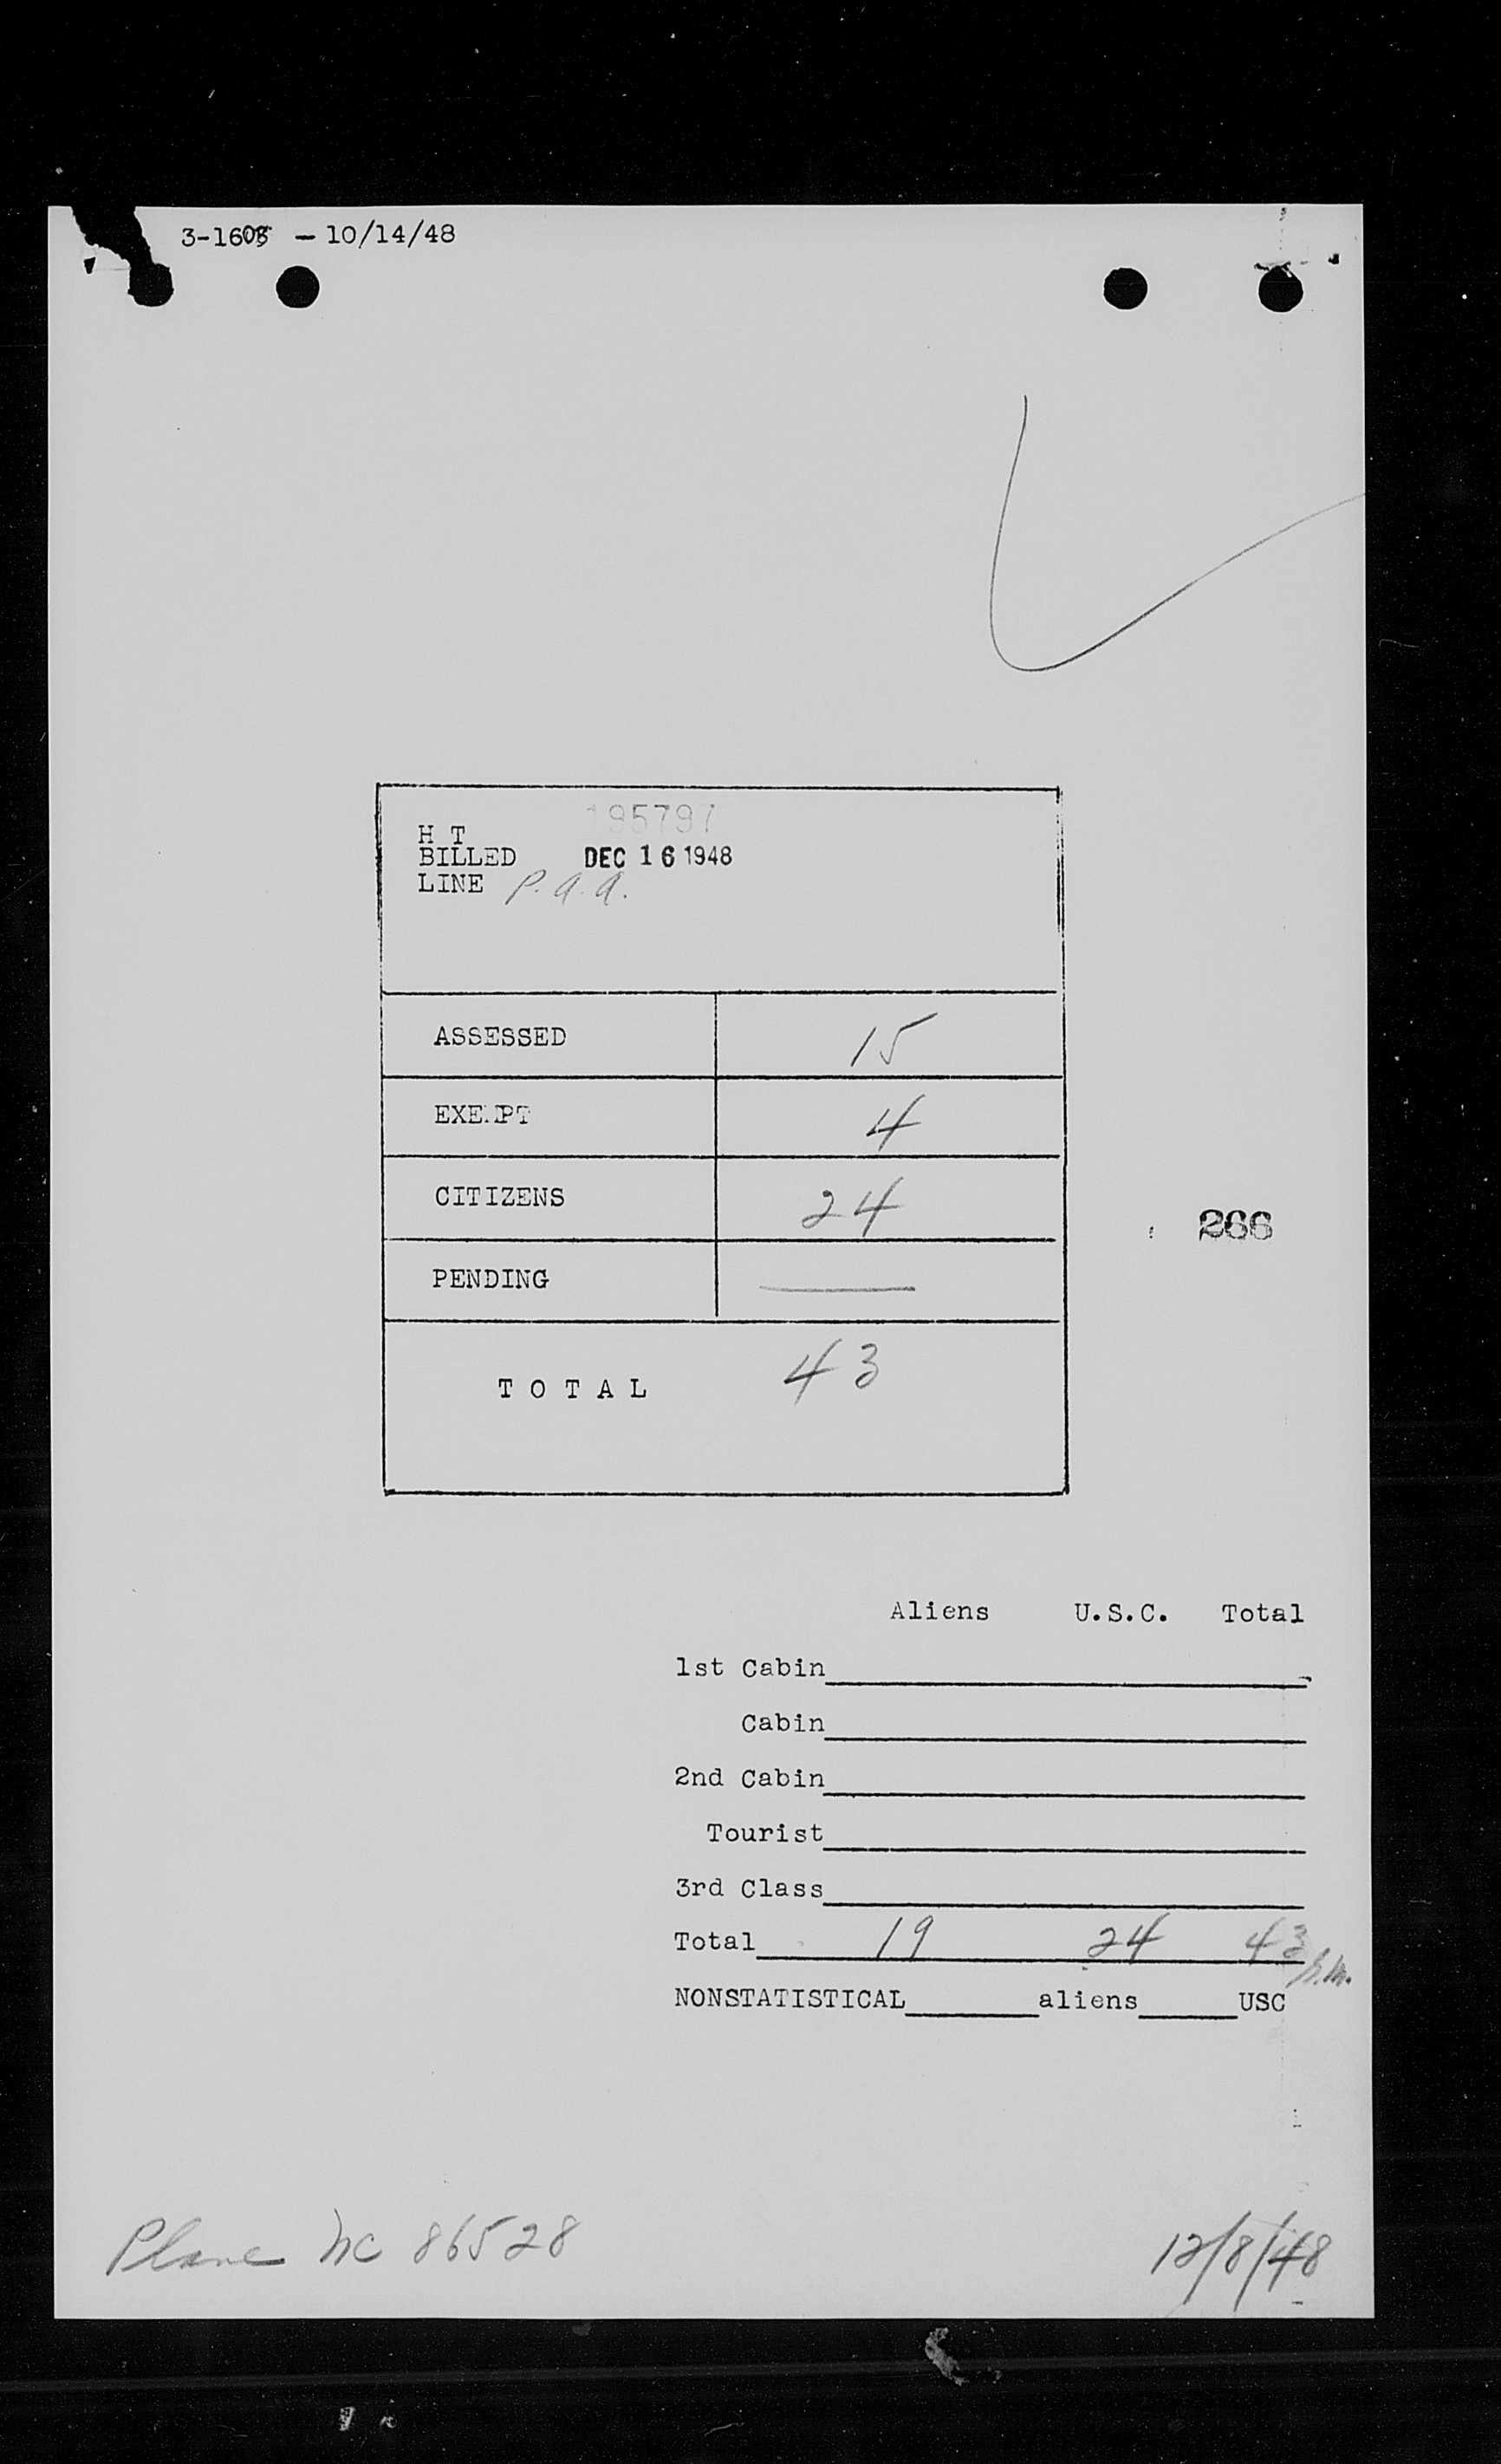 3-1608 - 10/14/48
195797
H T
BILLED DEC 16 1948
LINE P.A.A.
ASSESSED 15
EXEMPT 4
CITIZENS 24
266
PENDING —
TOTAL 43
Aliens U.S.C. Total
1st Cabin
Cabin
2nd Cabin
Tourist
3rd Class
Total 19 24 43
NONSTATISTICAL aliens USC
Plane NC 86528
12/8/48